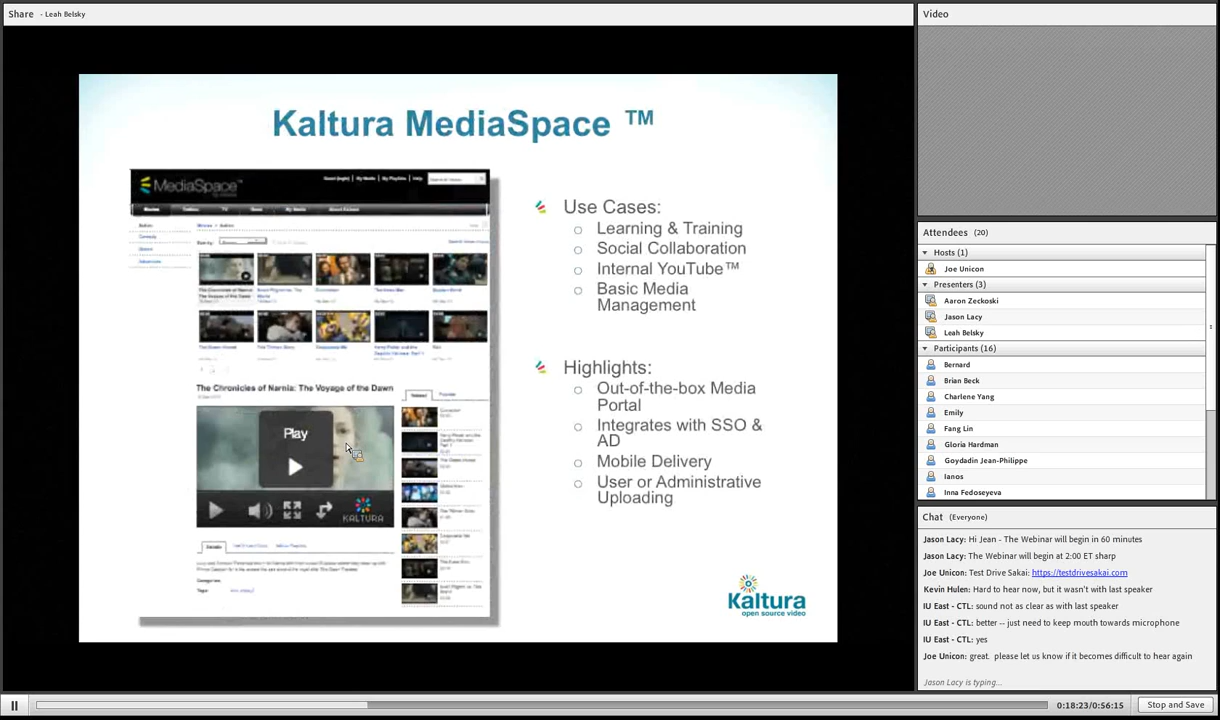 Share - Leah Belsky
Kaltura MediaSpace ™
MediaSpace™
Use Cases:
Learning & Training
Social Collaboration
Internal YouTube™
Basic Media
Management
Highlights:
Out-of-the-box Media
Portal
Integrates with SSO &
AD
Mobile Delivery
User or Administrative
Uploading
The Chronicles of Narnia: The Voyage of the Dawn
Play
KALTURA
Kaltura
open source video
Video
Attendees (20)
Hosts (1)
Joe Unicon
Presenters (3)
Aaron Zeckoski
Jason Lacy
Leah Belsky
Participants (16)
Bernard
Brian Beck
Charlene Yang
Emily
Fang Lin
Gloria Hardman
Goydadin Jean-Philippe
Ianos
Inna Fedoseyeva
Chat (Everyone)
Jason Lacy: Hi Jean - The Webinar will begin in 60 minutes
Jason Lacy: The Webinar will begin at 2:00 ET sharp
Joe Unicon: Test Drive Sakai: https://testdrivesakai.com
Kevin Hulen: Hard to hear now, but it wasn't with last speaker
IU East - CTL: sound not as clear as with last speaker
IU East - CTL: better -- just need to keep mouth towards microphone
IU East - CTL: yes
Joe Unicon: great. please let us know if it becomes difficult to hear again
Jason Lacy is typing...
0:18:23/0:56:15
Stop and Save